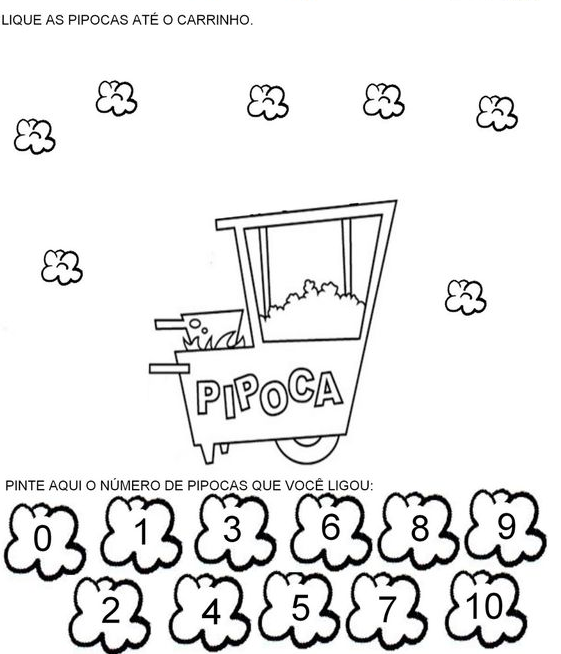 LIQUE AS PIPOCAS ATÉ O CARRINHO.
PIPOCA
PINTE AQUI O NÚMERO DE PIPOCAS QUE VOCÊ LIGOU:
0 1 3 6 8 9
2 4 5 7 10